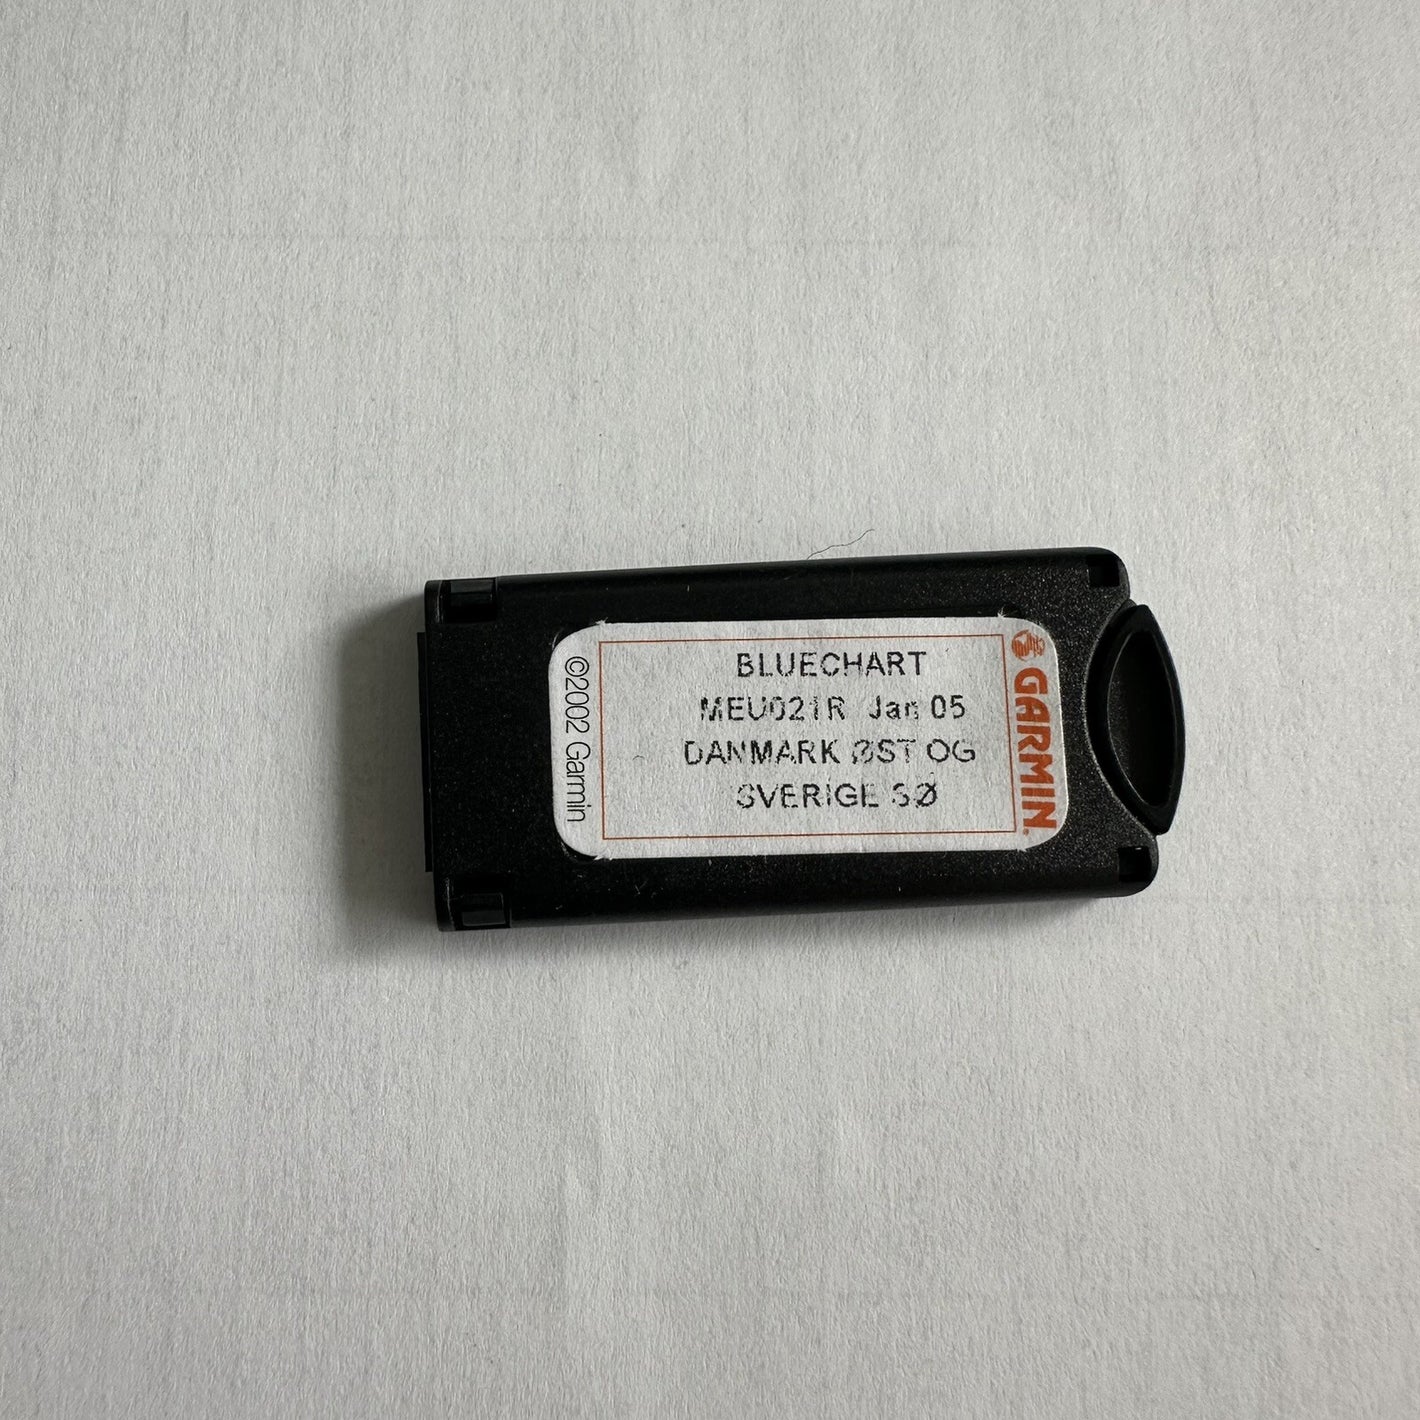 BLUECHART
MEU021R Jan 05
DANMARK ØST OG
SVERIGE SØ
©2002 Garmin
GARMIN